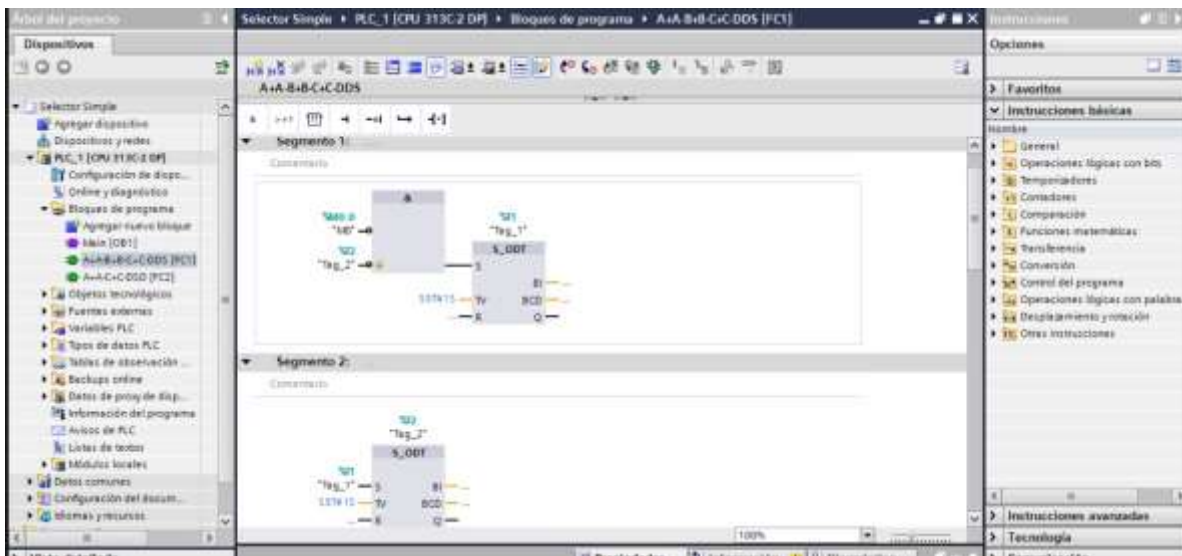 Árbol del proyecto
Dispositivos
Selector Simple
Agregar dispositivo
Dispositivos y redes
PLC_1 [CPU 313C-2 DP]
Configuración de dispo...
Online y diagnóstico
Bloques de programa
Agregar nuevo bloque
Main [OB1]
A+A-B+B-C+C-DDS [FC1]
A+A-C+C-DSD [FC2]
Objetos tecnológicos
Fuentes externas
Variables PLC
Tipos de datos PLC
Tablas de observación ...
Backups online
Datos de proxy de disp...
Información del programa
Avisos de PLC
Listas de textos
Módulos locales
Datos comunes
Configuración del docum...
Idiomas y recursos
Selector Simple PLC_1 [CPU 313C-2 DP] Bloques de programa A+A-B+B-C+C-DDS [FC1]
A+A-B+B-C+C-DDS
Segmento 1:
Comentario
&
%M0.0
"M0"
"Tag_2"
"Tag_1"
S_ODT
S
BI
TV
BCD
R
Q
Segmento 2:
Comentario
"Tag_2"
S_ODT
"Tag_1"
S
BI
TV
BCD
R
Q
100%
Instrucciones
Opciones
Favoritos
Instrucciones básicas
Nombre
General
Operaciones lógicas con bits
Temporizadores
Contadores
Comparación
Funciones matemáticas
Transferencia
Conversión
Control del programa
Operaciones lógicas con palabra
Desplazamiento y rotación
Otras instrucciones
Instrucciones avanzadas
Tecnología